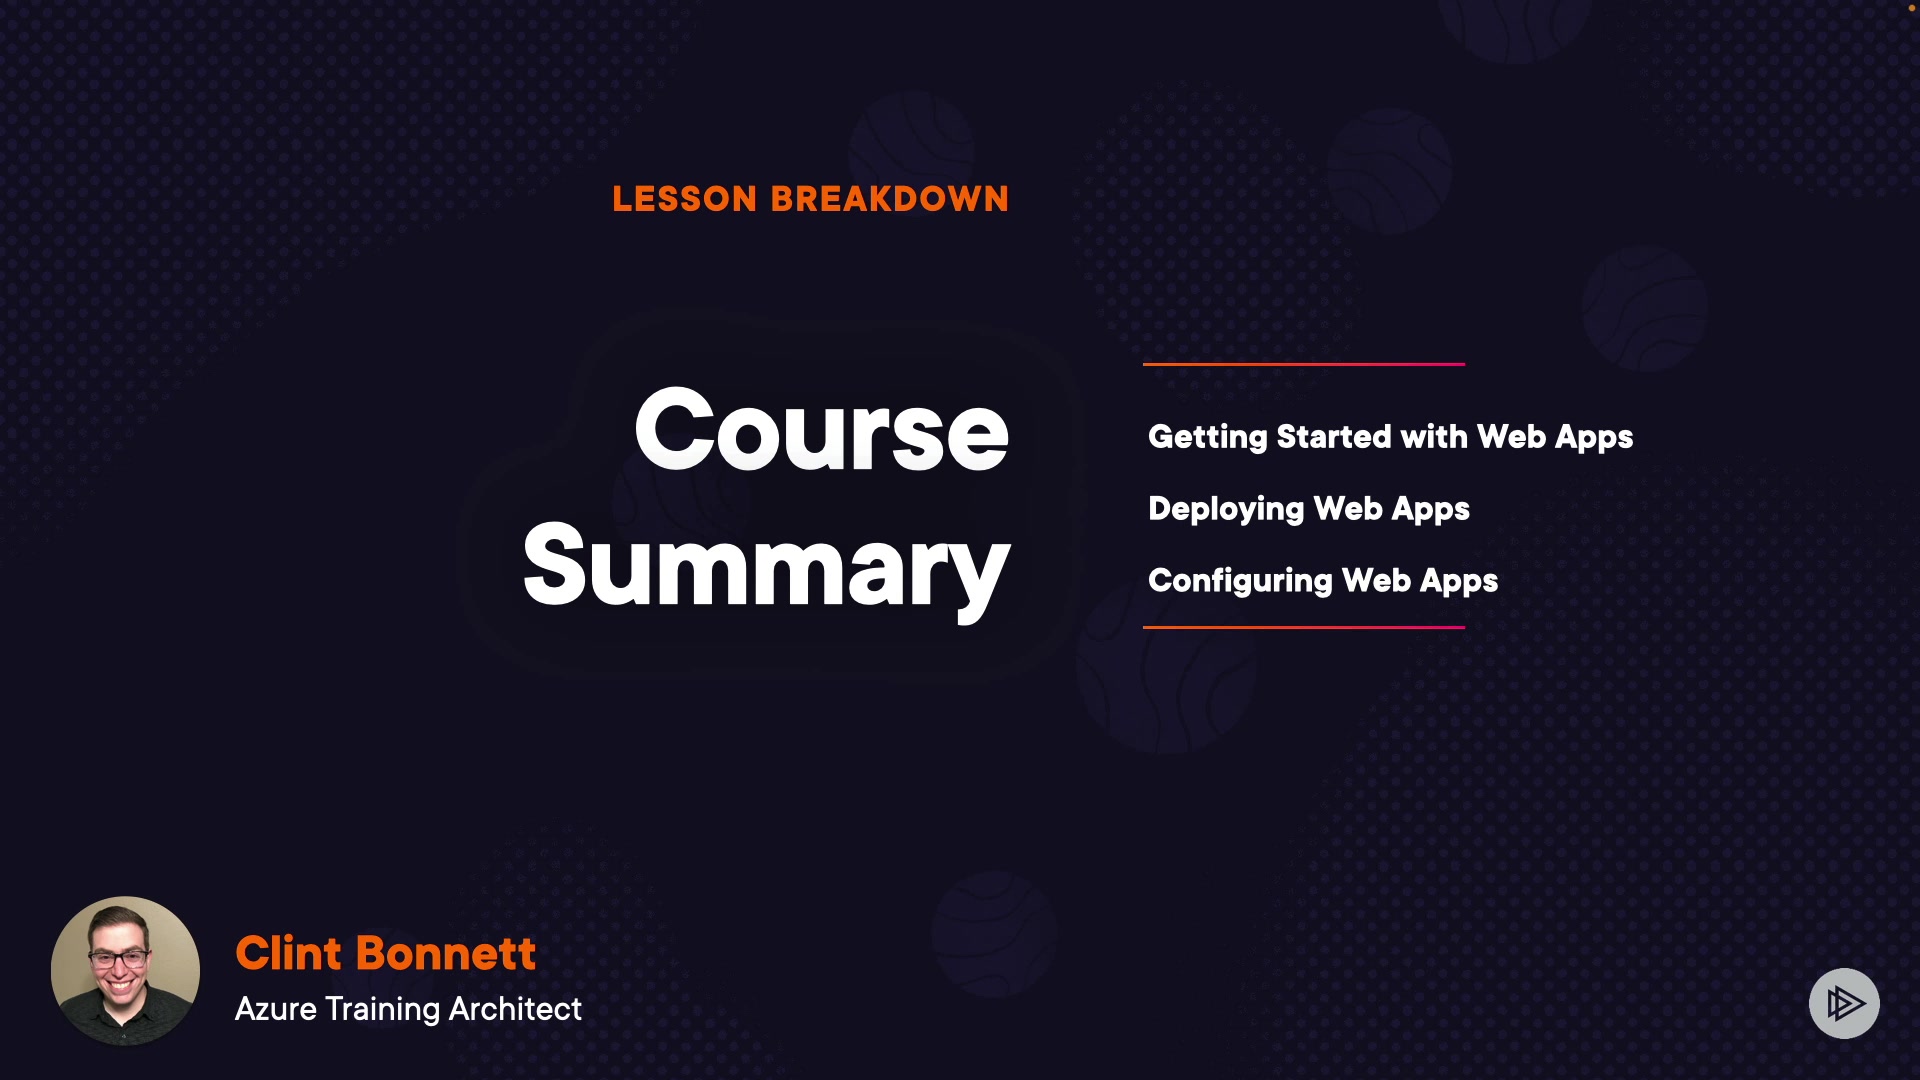 LESSON BREAKDOWN
Course
Summary
Getting Started with Web Apps
Deploying Web Apps
Configuring Web Apps
Clint Bonnett
Azure Training Architect